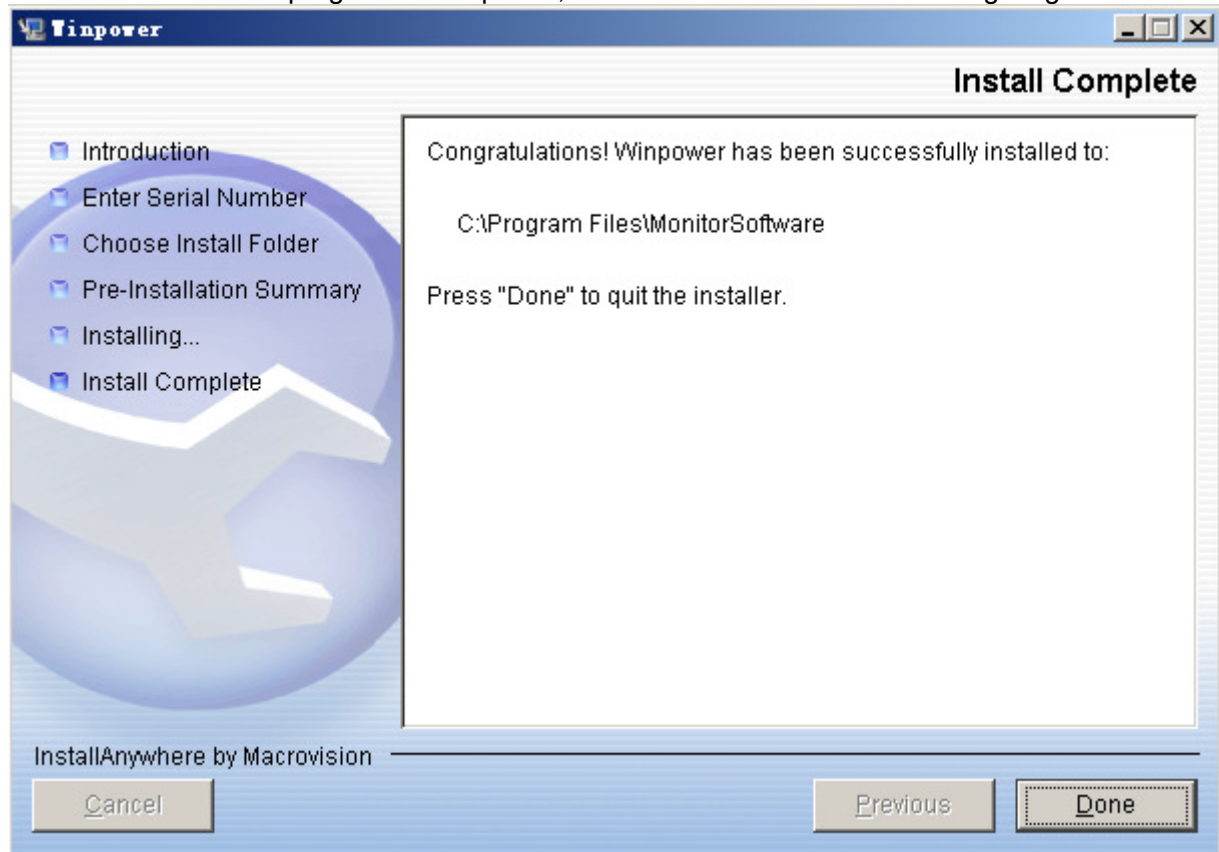 Winpower
Install Complete
Introduction
Enter Serial Number
Choose Install Folder
Pre-Installation Summary
Installing...
Install Complete
Congratulations! Winpower has been successfully installed to:
C:\Program Files\MonitorSoftware
Press "Done" to quit the installer.
InstallAnywhere by Macrovision
Cancel
Previous
Done